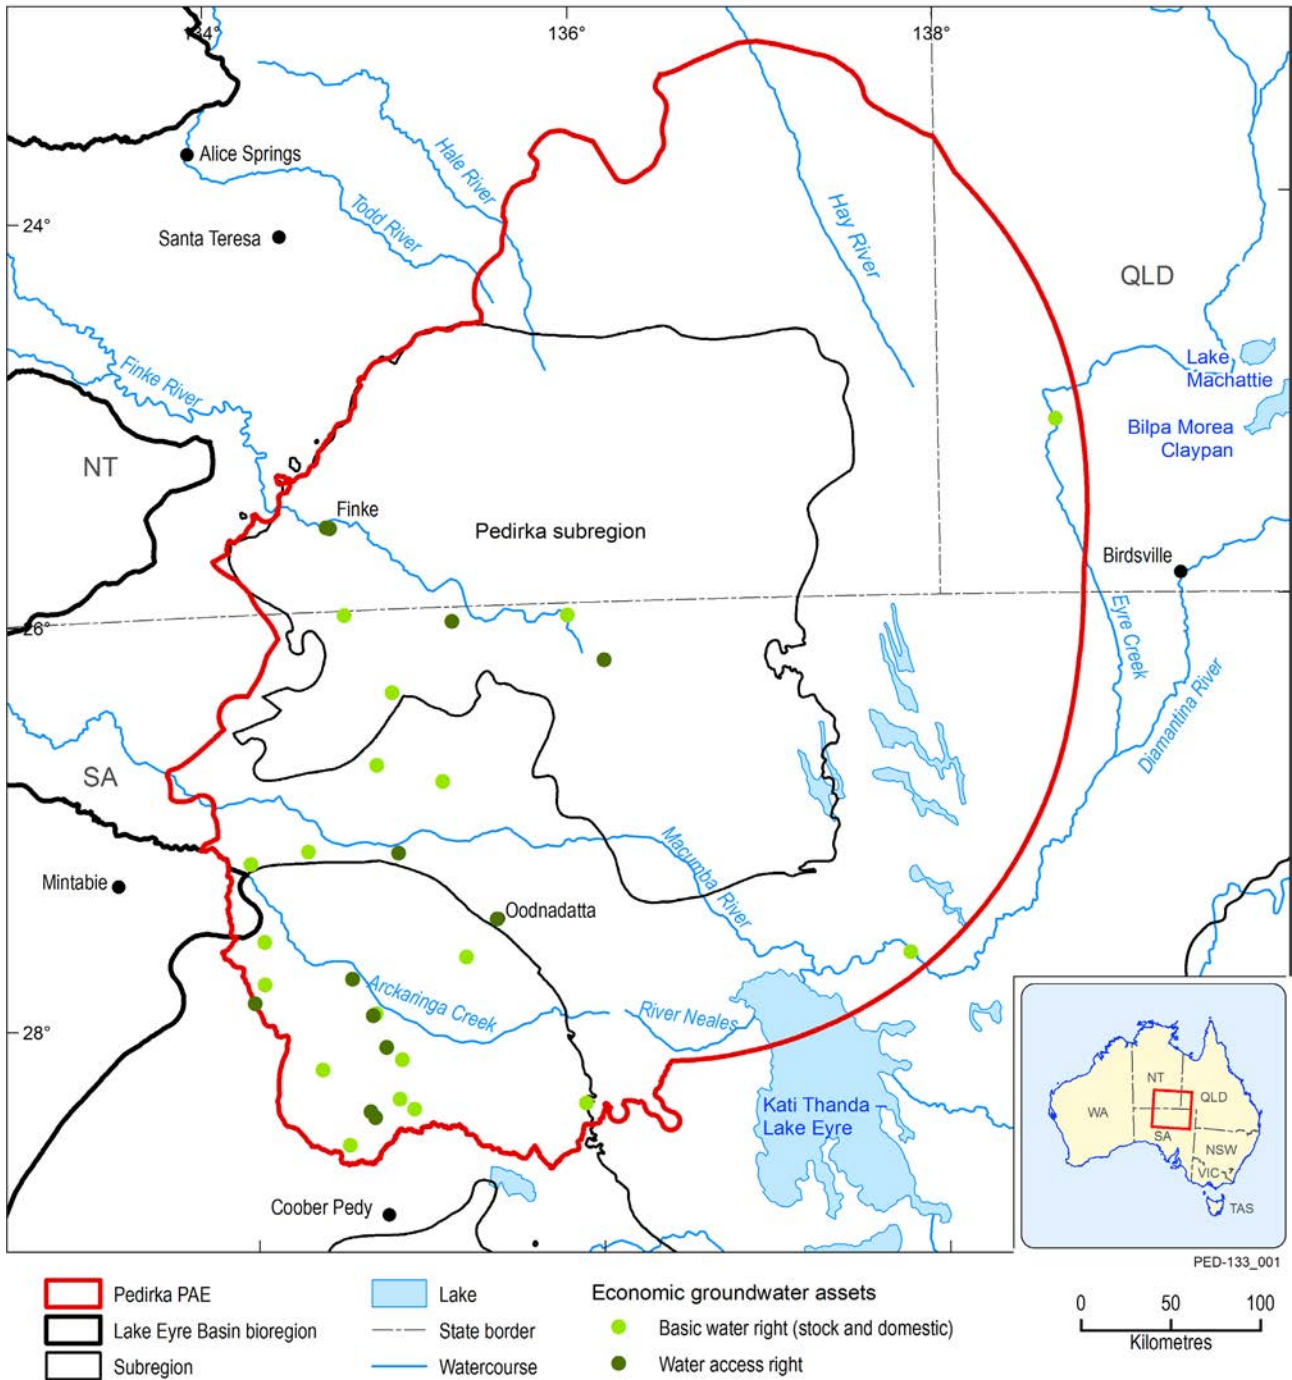 134°
136°
138°
Alice Springs
Hale River
Todd River
Hay River
24°
Santa Teresa
QLD
Finke River
Lake
Machattie
Bilpa Morea
Claypan
NT
Finke
Pedirka subregion
Birdsville
26°
Eyre Creek
Diamantina River
SA
Macumba River
Mintabie
Oodnadatta
Arckaringa Creek
River Neales
28°
Kati Thanda –
Lake Eyre
Coober Pedy
NT
QLD
WA
SA
NSW
VIC
TAS
PED-133_001
Pedirka PAE
Lake Eyre Basin bioregion
Subregion
Lake
State border
Watercourse
Economic groundwater assets
Basic water right (stock and domestic)
Water access right
0 50 100
Kilometres